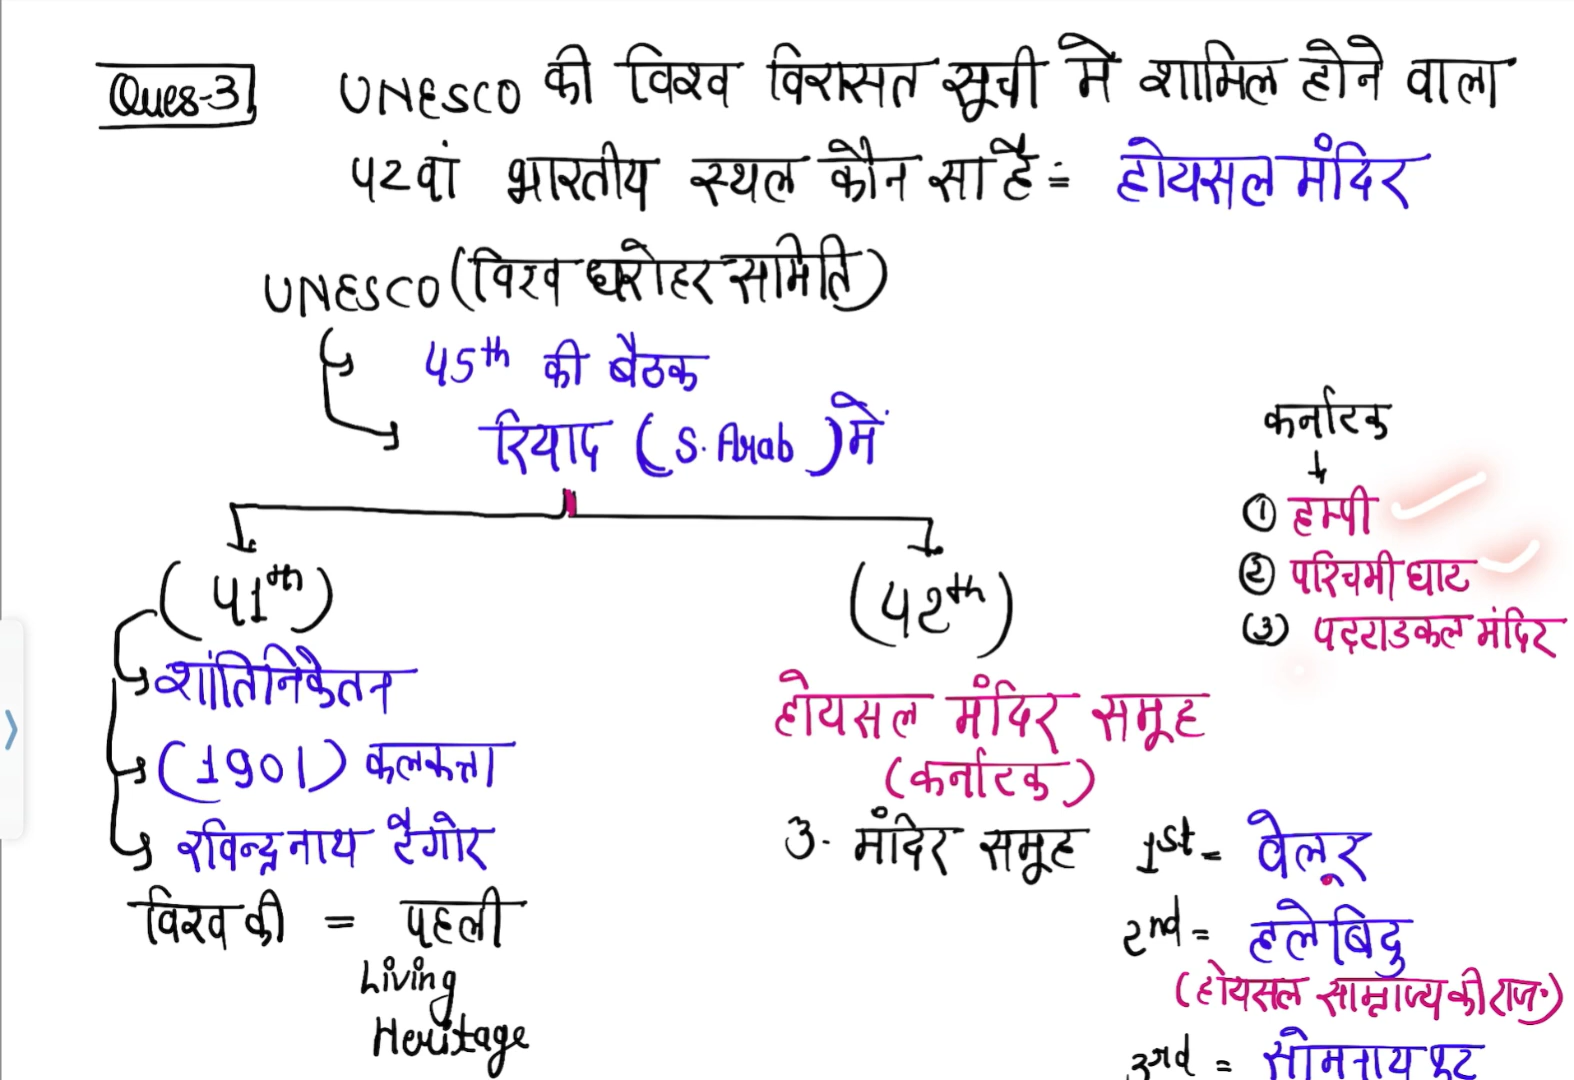 Ques-3 UNESCO की विश्व विरासत सूची में शामिल होने वाला
42वां भारतीय स्थल कौन सा है = होयसल मंदिर
UNESCO (विश्व धरोहर समिति)
45th की बैठक
रियाद (S. Arab) में
(41th)
शांतिनिकेतन
(1901) कलकत्ता
रविन्द्रनाथ टैगोर
विश्व की = पहली
Living
Heritage
(42th)
होयसल मंदिर समूह
(कर्नाटक)
3- मंदिर समूह
1st = वेलूर
2nd = हलेबिदु
(होयसल साम्राज्य की राज॰)
3rd =
कर्नाटक
① हम्पी
② पश्चिमी घाट
(3) पट्टाडकल मंदिर